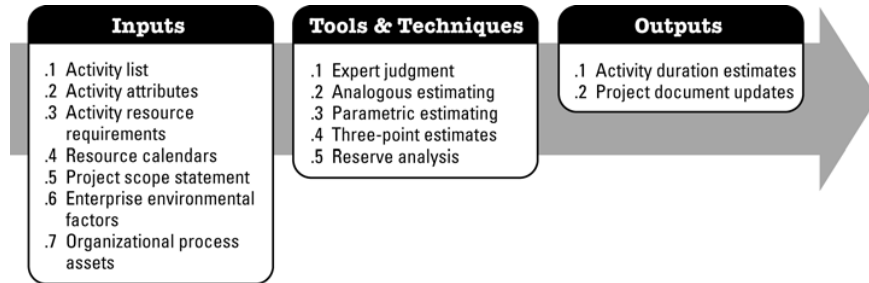 Inputs
.1 Activity list
.2 Activity attributes
.3 Activity resource
requirements
.4 Resource calendars
.5 Project scope statement
.6 Enterprise environmental
factors
.7 Organizational process
assets
Tools & Techniques
.1 Expert judgment
.2 Analogous estimating
.3 Parametric estimating
.4 Three-point estimates
.5 Reserve analysis
Outputs
.1 Activity duration estimates
.2 Project document updates